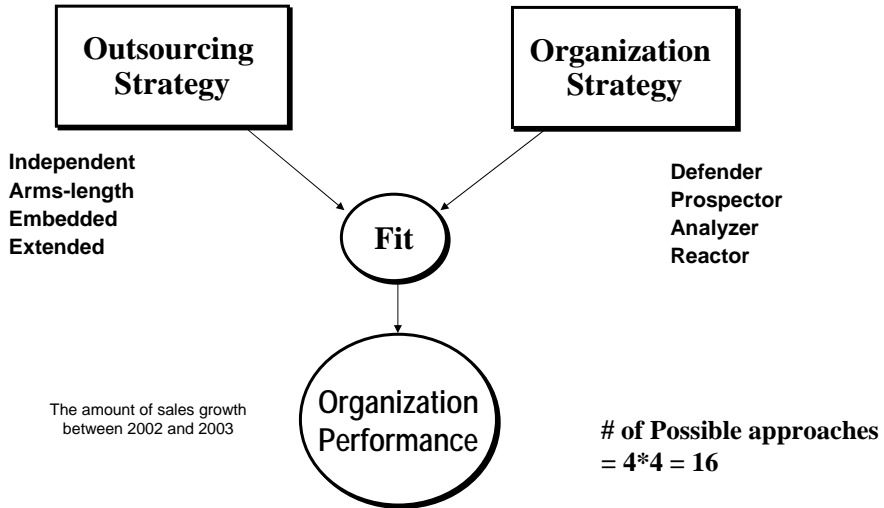 Outsourcing
Strategy
Organization
Strategy
Independent
Arms-length
Embedded
Extended
Defender
Prospector
Analyzer
Reactor
Fit
The amount of sales growth
between 2002 and 2003
Organization
Performance
# of Possible approaches
= 4*4 = 16